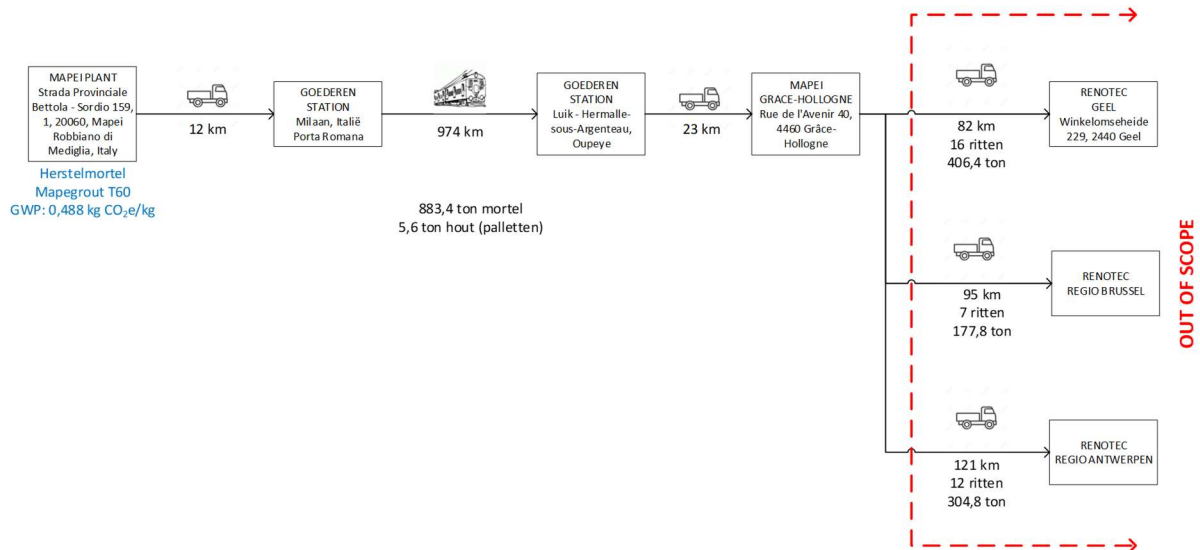 MAPEI PLANT
Strada Provinciale
Bettola - Sordio 159,
1, 20060, Mapei
Robbiano di
Mediglia, Italy
Herstelmortel
Mapegrout T60
GWP: 0,488 kg CO₂e/kg
12 km
GOEDEREN
STATION
Milaan, Italië
Porta Romana
974 km
883,4 ton mortel
5,6 ton hout (palletten)
GOEDEREN
STATION
Luik - Hermalle-
sous-Argenteau,
Oupeye
23 km
MAPEI
GRACE-HOLLOGNE
Rue de l'Avenir 40,
4460 Grâce-
Hollogne
82 km
16 ritten
406,4 ton
RENOTEC
GEEL
Winkelomseheide
229, 2440 Geel
95 km
7 ritten
177,8 ton
RENOTEC
REGIO BRUSSEL
121 km
12 ritten
304,8 ton
RENOTEC
REGIO ANTWERPEN
OUT OF SCOPE